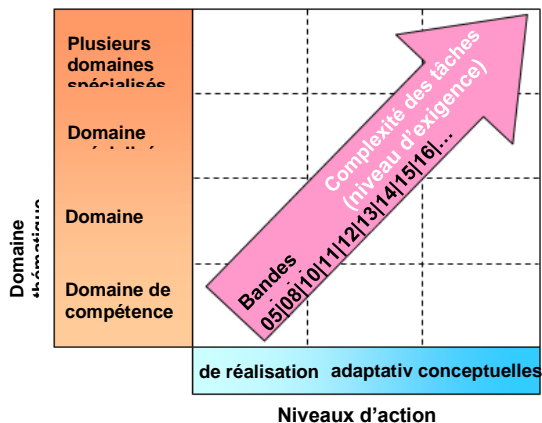 Plusieurs
domaines
spécialisés
Domaine
Domaine
Domaine de
compétence
Domaine
Complexité des tâches
(niveau d’exigence)
Bandes
05|08|10|11|12|13|14|15|16|…
de réalisation adaptativ conceptuelles
Niveaux d’action